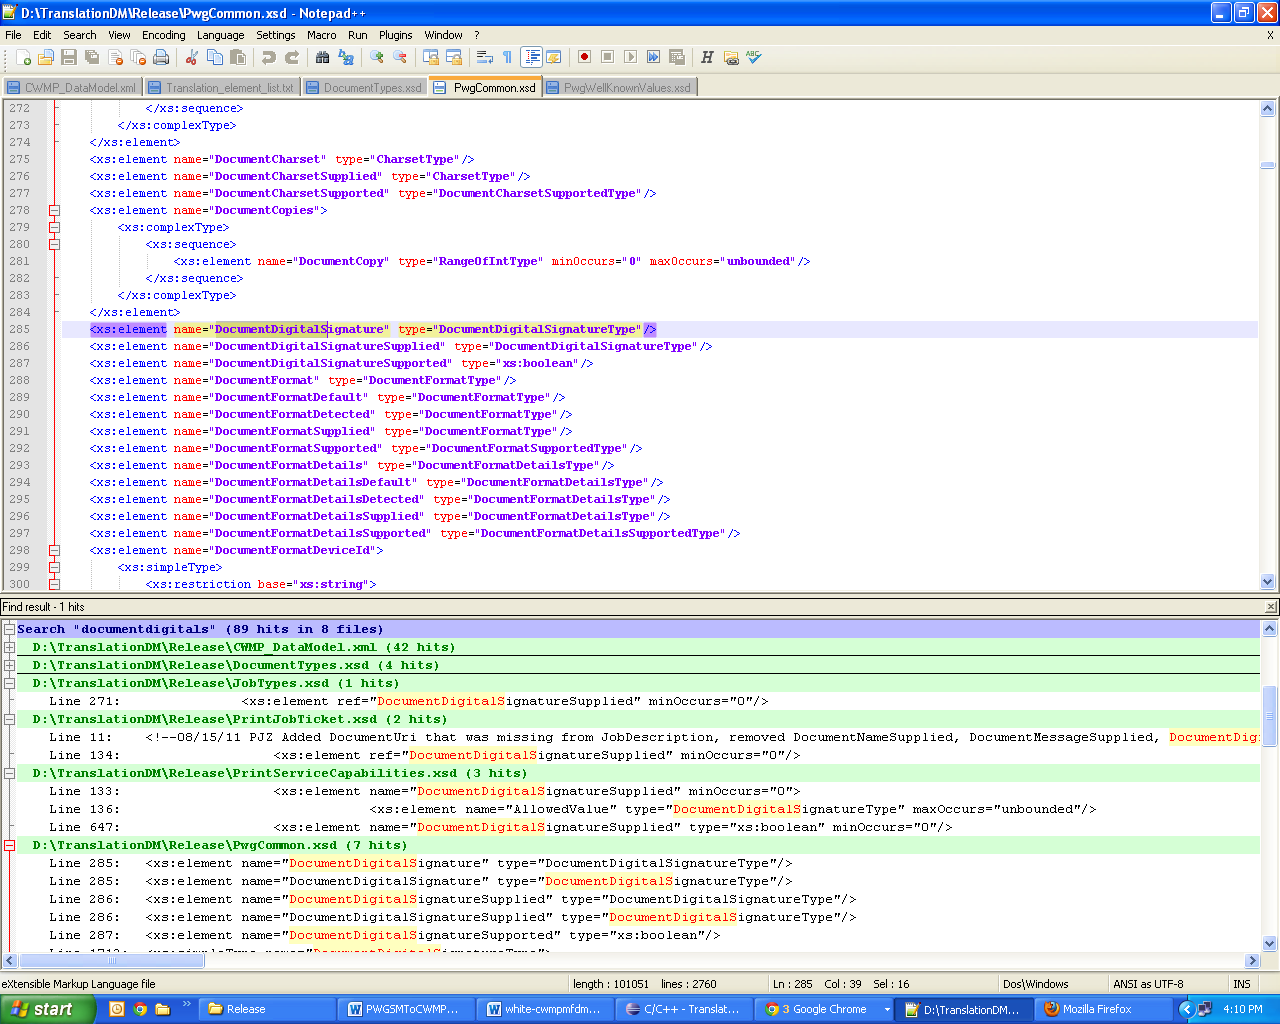 D:\TranslationDM\Release\PwgCommon.xsd - Notepad++
File Edit Search View Encoding Language Settings Macro Run Plugins Window ? X
CWMP_DataModel.xml Translation_element_list.txt DocumentTypes.xsd PwgCommon.xsd PwgWellKnownValues.xsd
272 </xs:sequence>
273 </xs:complexType>
274 </xs:element>
275 <xs:element name="DocumentCharset" type="CharsetType"/>
276 <xs:element name="DocumentCharsetSupplied" type="CharsetType"/>
277 <xs:element name="DocumentCharsetSupported" type="DocumentCharsetSupportedType"/>
278 <xs:element name="DocumentCopies">
279 <xs:complexType>
280 <xs:sequence>
281 <xs:element name="DocumentCopy" type="RangeOfIntType" minOccurs="0" maxOccurs="unbounded"/>
282 </xs:sequence>
283 </xs:complexType>
284 </xs:element>
285 <xs:element name="DocumentDigitalSignature" type="DocumentDigitalSignatureType"/>
286 <xs:element name="DocumentDigitalSignatureSupplied" type="DocumentDigitalSignatureType"/>
287 <xs:element name="DocumentDigitalSignatureSupported" type="xs:boolean"/>
288 <xs:element name="DocumentFormat" type="DocumentFormatType"/>
289 <xs:element name="DocumentFormatDefault" type="DocumentFormatType"/>
290 <xs:element name="DocumentFormatDetected" type="DocumentFormatType"/>
291 <xs:element name="DocumentFormatSupplied" type="DocumentFormatType"/>
292 <xs:element name="DocumentFormatSupported" type="DocumentFormatSupportedType"/>
293 <xs:element name="DocumentFormatDetails" type="DocumentFormatDetailsType"/>
294 <xs:element name="DocumentFormatDetailsDefault" type="DocumentFormatDetailsType"/>
295 <xs:element name="DocumentFormatDetailsDetected" type="DocumentFormatDetailsType"/>
296 <xs:element name="DocumentFormatDetailsSupplied" type="DocumentFormatDetailsType"/>
297 <xs:element name="DocumentFormatDetailsSupported" type="DocumentFormatDetailsSupportedType"/>
298 <xs:element name="DocumentFormatDeviceId">
299 <xs:simpleType>
300 <xs:restriction base="xs:string">
Find result - 1 hits
Search "documentdigitals" (89 hits in 8 files)
D:\TranslationDM\Release\CWMP_DataModel.xml (42 hits)
D:\TranslationDM\Release\DocumentTypes.xsd (4 hits)
D:\TranslationDM\Release\JobTypes.xsd (1 hits)
Line 271: <xs:element ref="DocumentDigitalSignatureSupplied" minOccurs="0"/>
D:\TranslationDM\Release\PrintJobTicket.xsd (2 hits)
Line 11: <!--08/15/11 PJZ Added DocumentUri that was missing from JobDescription, removed DocumentNameSupplied, DocumentMessageSupplied, DocumentDig
Line 134: <xs:element ref="DocumentDigitalSignatureSupplied" minOccurs="0"/>
D:\TranslationDM\Release\PrintServiceCapabilities.xsd (3 hits)
Line 133: <xs:element name="DocumentDigitalSignatureSupplied" minOccurs="0">
Line 136: <xs:element name="AllowedValue" type="DocumentDigitalSignatureType" maxOccurs="unbounded"/>
Line 647: <xs:element name="DocumentDigitalSignatureSupplied" type="xs:boolean" minOccurs="0"/>
D:\TranslationDM\Release\PwgCommon.xsd (7 hits)
Line 285: <xs:element name="DocumentDigitalSignature" type="DocumentDigitalSignatureType"/>
Line 285: <xs:element name="DocumentDigitalSignature" type="DocumentDigitalSignatureType"/>
Line 286: <xs:element name="DocumentDigitalSignatureSupplied" type="DocumentDigitalSignatureType"/>
Line 286: <xs:element name="DocumentDigitalSignatureSupplied" type="DocumentDigitalSignatureType"/>
Line 287: <xs:element name="DocumentDigitalSignatureSupported" type="xs:boolean"/>
eXtensible Markup Language file length : 101051 lines : 2760 Ln : 285 Col : 39 Sel : 16 Dos\Windows ANSI as UTF-8 INS
start Release PWGSMToCWMP... white-cwmpmfdm... C/C++ - Translat... 3 Google Chrome D:\TranslationDM... Mozilla Firefox 4:10 PM